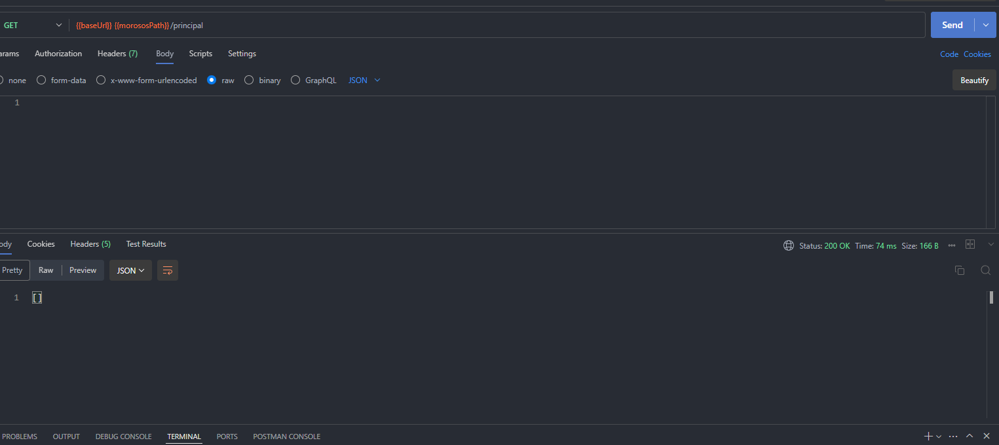 GET {{baseUrl}} {{morososPath}}/principal Send
arams Authorization Headers (7) Body Scripts Settings Code Cookies
none form-data x-www-form-urlencoded raw binary GraphQL JSON Beautify
1
ody Cookies Headers (5) Test Results Status: 200 OK Time: 74 ms Size: 166 B
Pretty Raw Preview JSON
1 []
PROBLEMS OUTPUT DEBUG CONSOLE TERMINAL PORTS POSTMAN CONSOLE